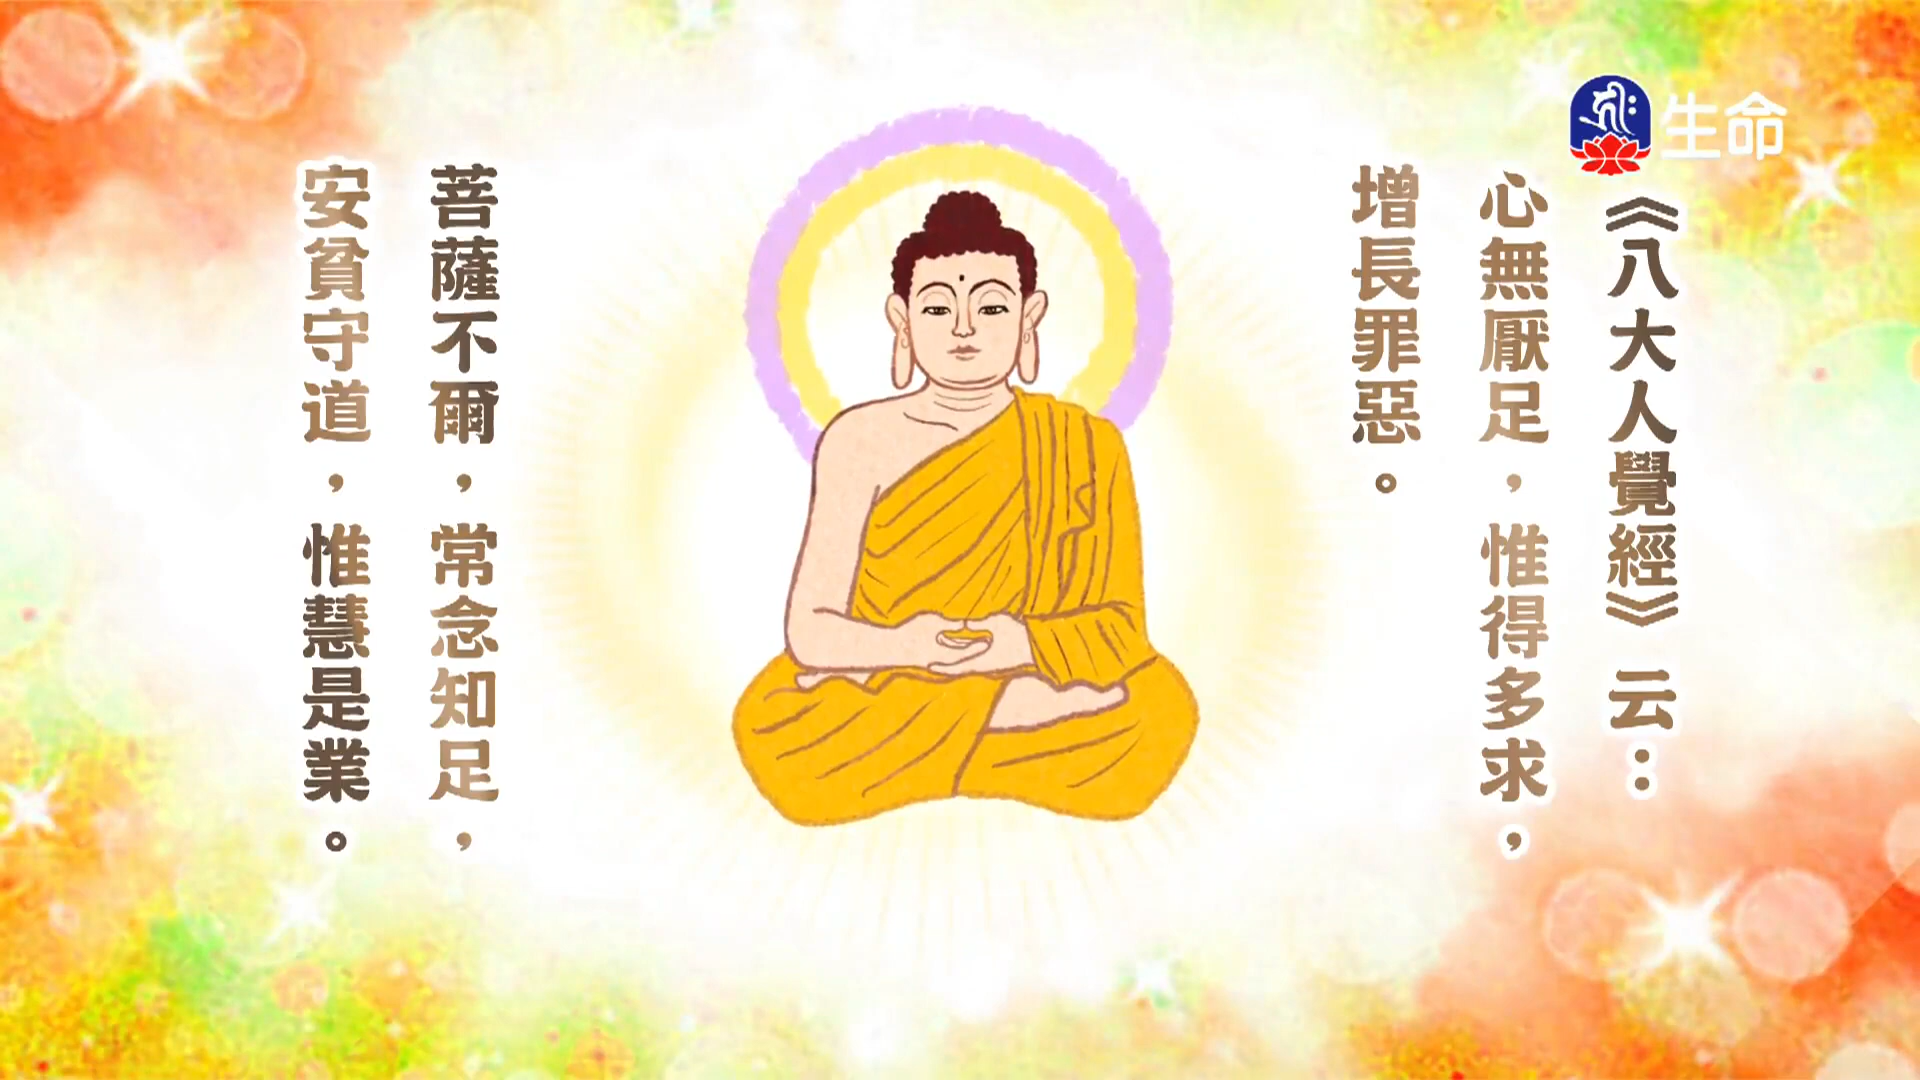 生命
《八大人覺經》云：
心無厭足，惟得多求，
增長罪惡。
菩薩不爾，常念知足，
安貧守道，惟慧是業。